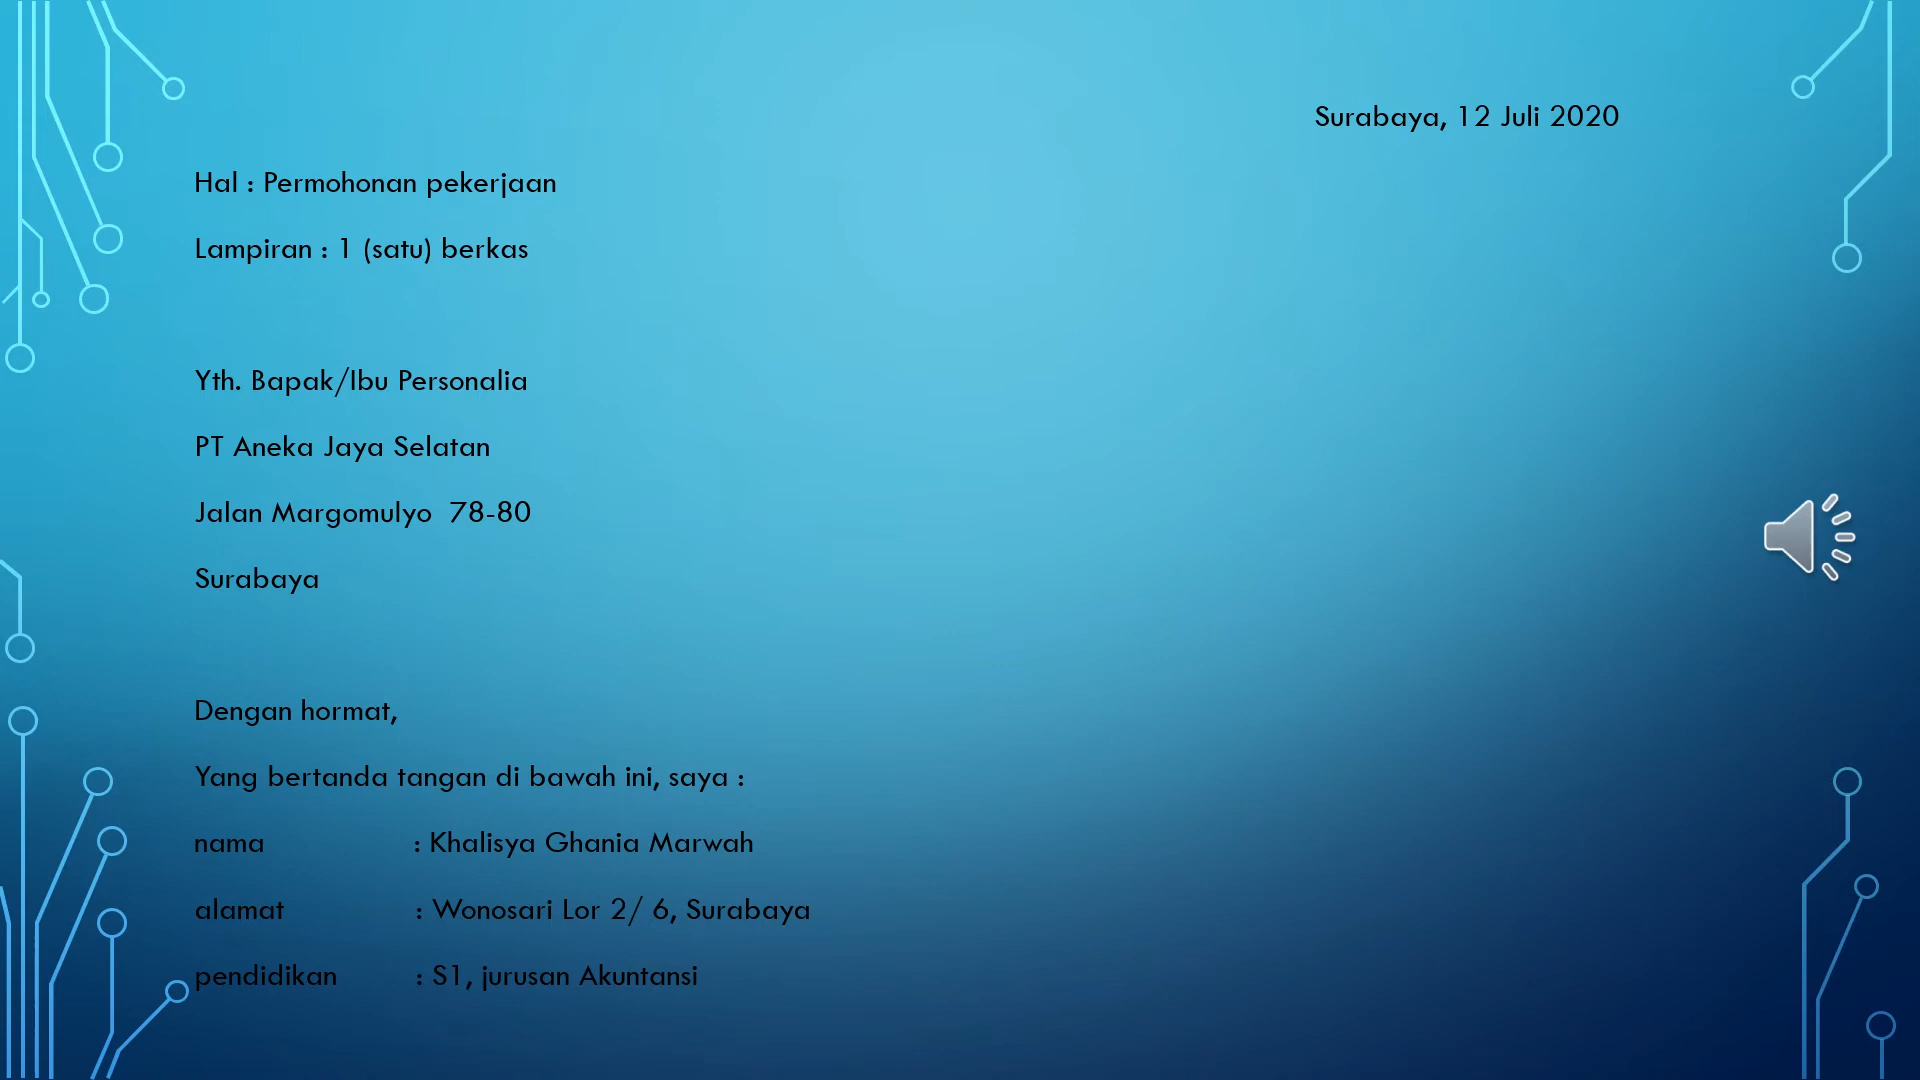 Surabaya, 12 Juli 2020
Hal : Permohonan pekerjaan
Lampiran : 1 (satu) berkas
Yth. Bapak/Ibu Personalia
PT Aneka Jaya Selatan
Jalan Margomulyo  78-80
Surabaya
Dengan hormat,
Yang bertanda tangan di bawah ini, saya :
nama : Khalisya Ghania Marwah
alamat : Wonosari Lor 2/ 6, Surabaya
pendidikan : S1, jurusan Akuntansi